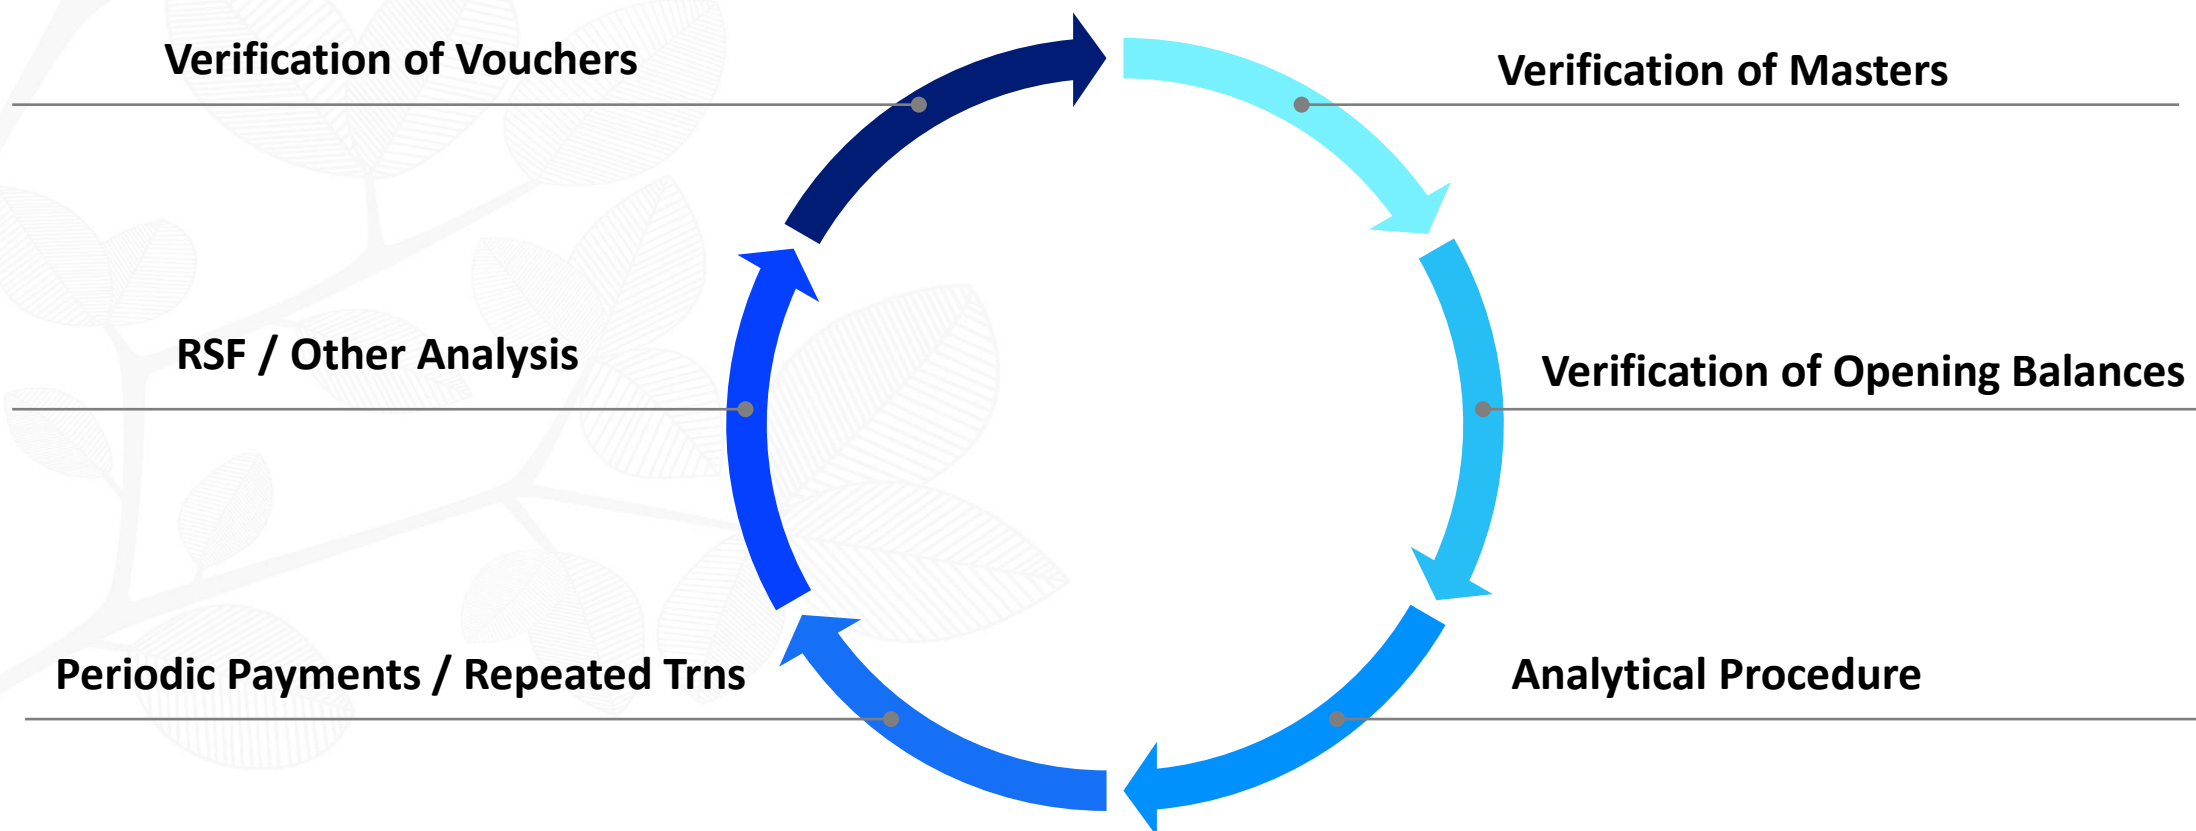 Verification of Vouchers
Verification of Masters
RSF / Other Analysis
Verification of Opening Balances
Periodic Payments / Repeated Trns
Analytical Procedure